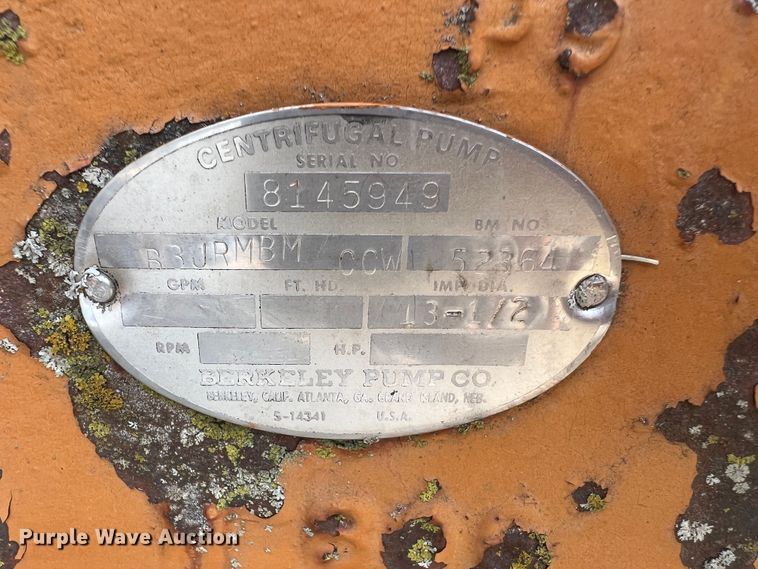 CENTRIFUGAL PUMP
SERIAL NO.
8145949
MODEL BM NO.
B3JRMBM CCW 52364
GPM FT. HD. IMP. DIA.
13-1/2
RPM H.P.
BERKELEY PUMP CO.
BERKELEY, CALIF. ATLANTA, GA. GRAND ISLAND, NEB.
S-14341 U.S.A.
Purple Wave Auction